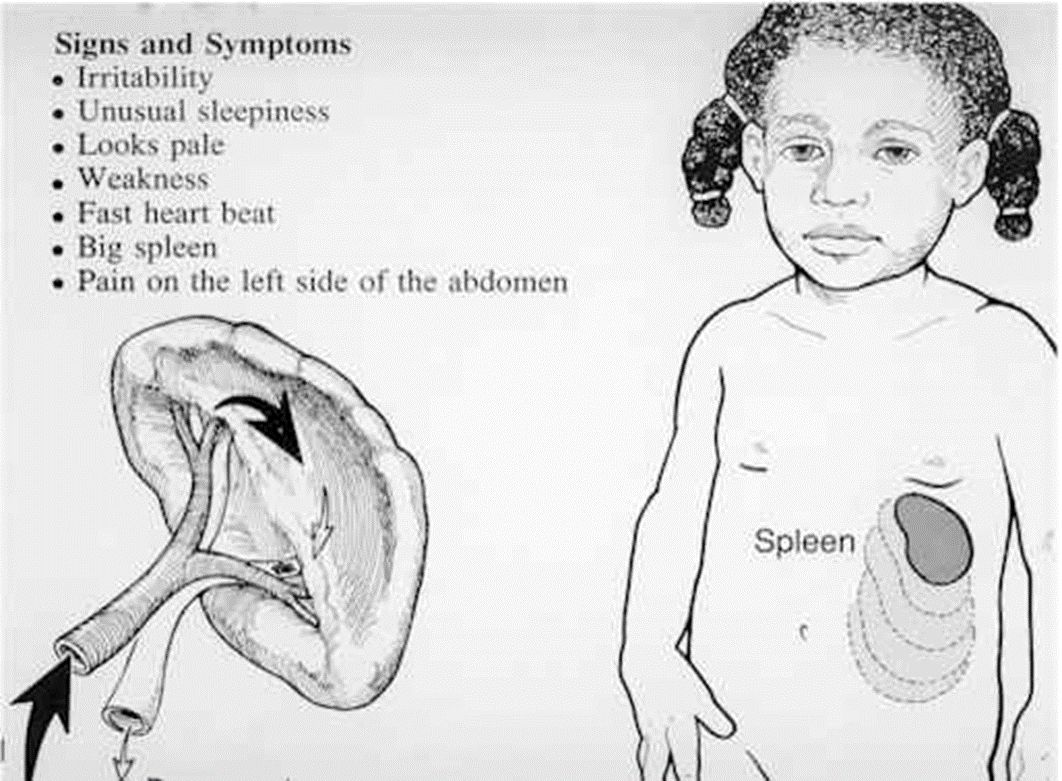 Signs and Symptoms
• Irritability
• Unusual sleepiness
• Looks pale
• Weakness
• Fast heart beat
• Big spleen
• Pain on the left side of the abdomen
Spleen